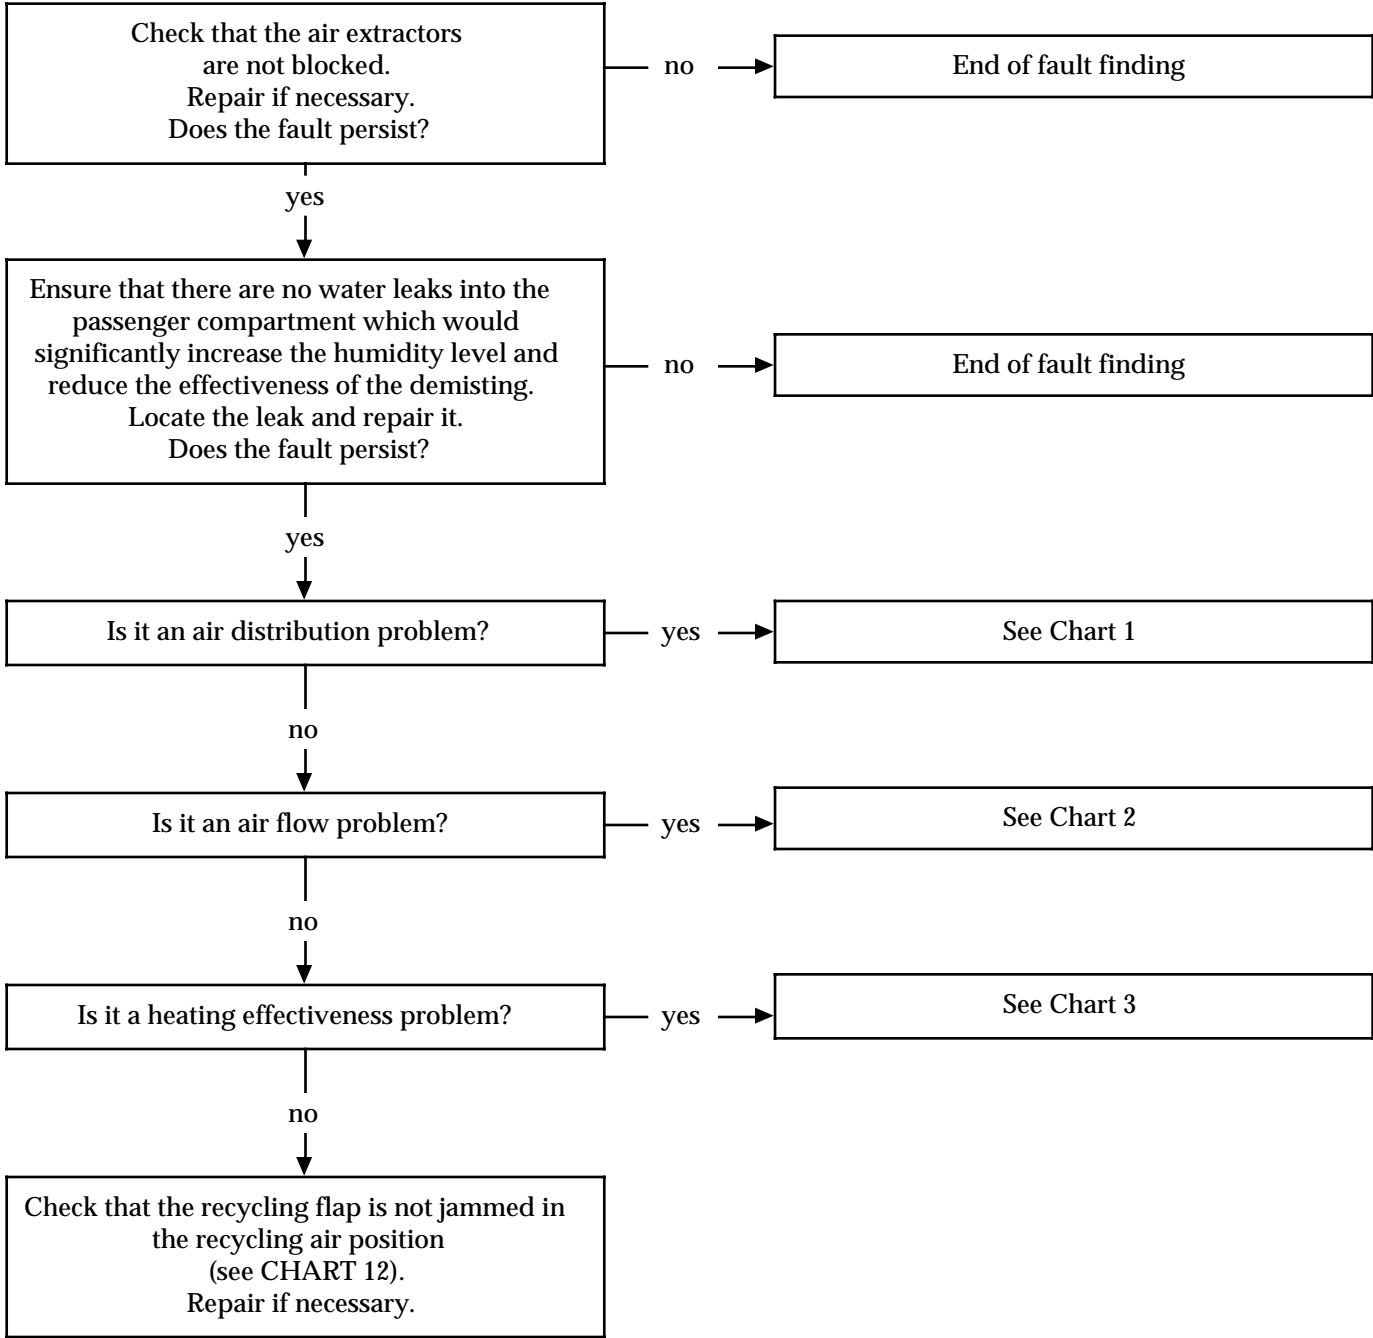 Check that the air extractors
are not blocked.
Repair if necessary.
Does the fault persist?
no
End of fault finding
yes
Ensure that there are no water leaks into the
passenger compartment which would
significantly increase the humidity level and
reduce the effectiveness of the demisting.
Locate the leak and repair it.
Does the fault persist?
no
End of fault finding
yes
Is it an air distribution problem?
yes
See Chart 1
no
Is it an air flow problem?
yes
See Chart 2
no
Is it a heating effectiveness problem?
yes
See Chart 3
no
Check that the recycling flap is not jammed in
the recycling air position
(see CHART 12).
Repair if necessary.